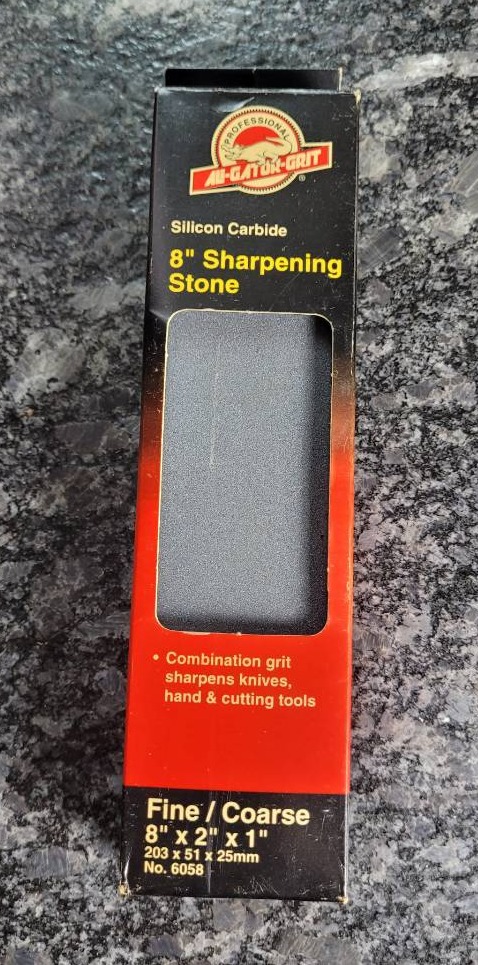 PROFESSIONAL
ALI-GATOR-GRIT
®
Silicon Carbide
8" Sharpening
Stone
• Combination grit
sharpens knives,
hand & cutting tools
Fine / Coarse
8" x 2" x 1"
203 x 51 x 25mm
No. 6058